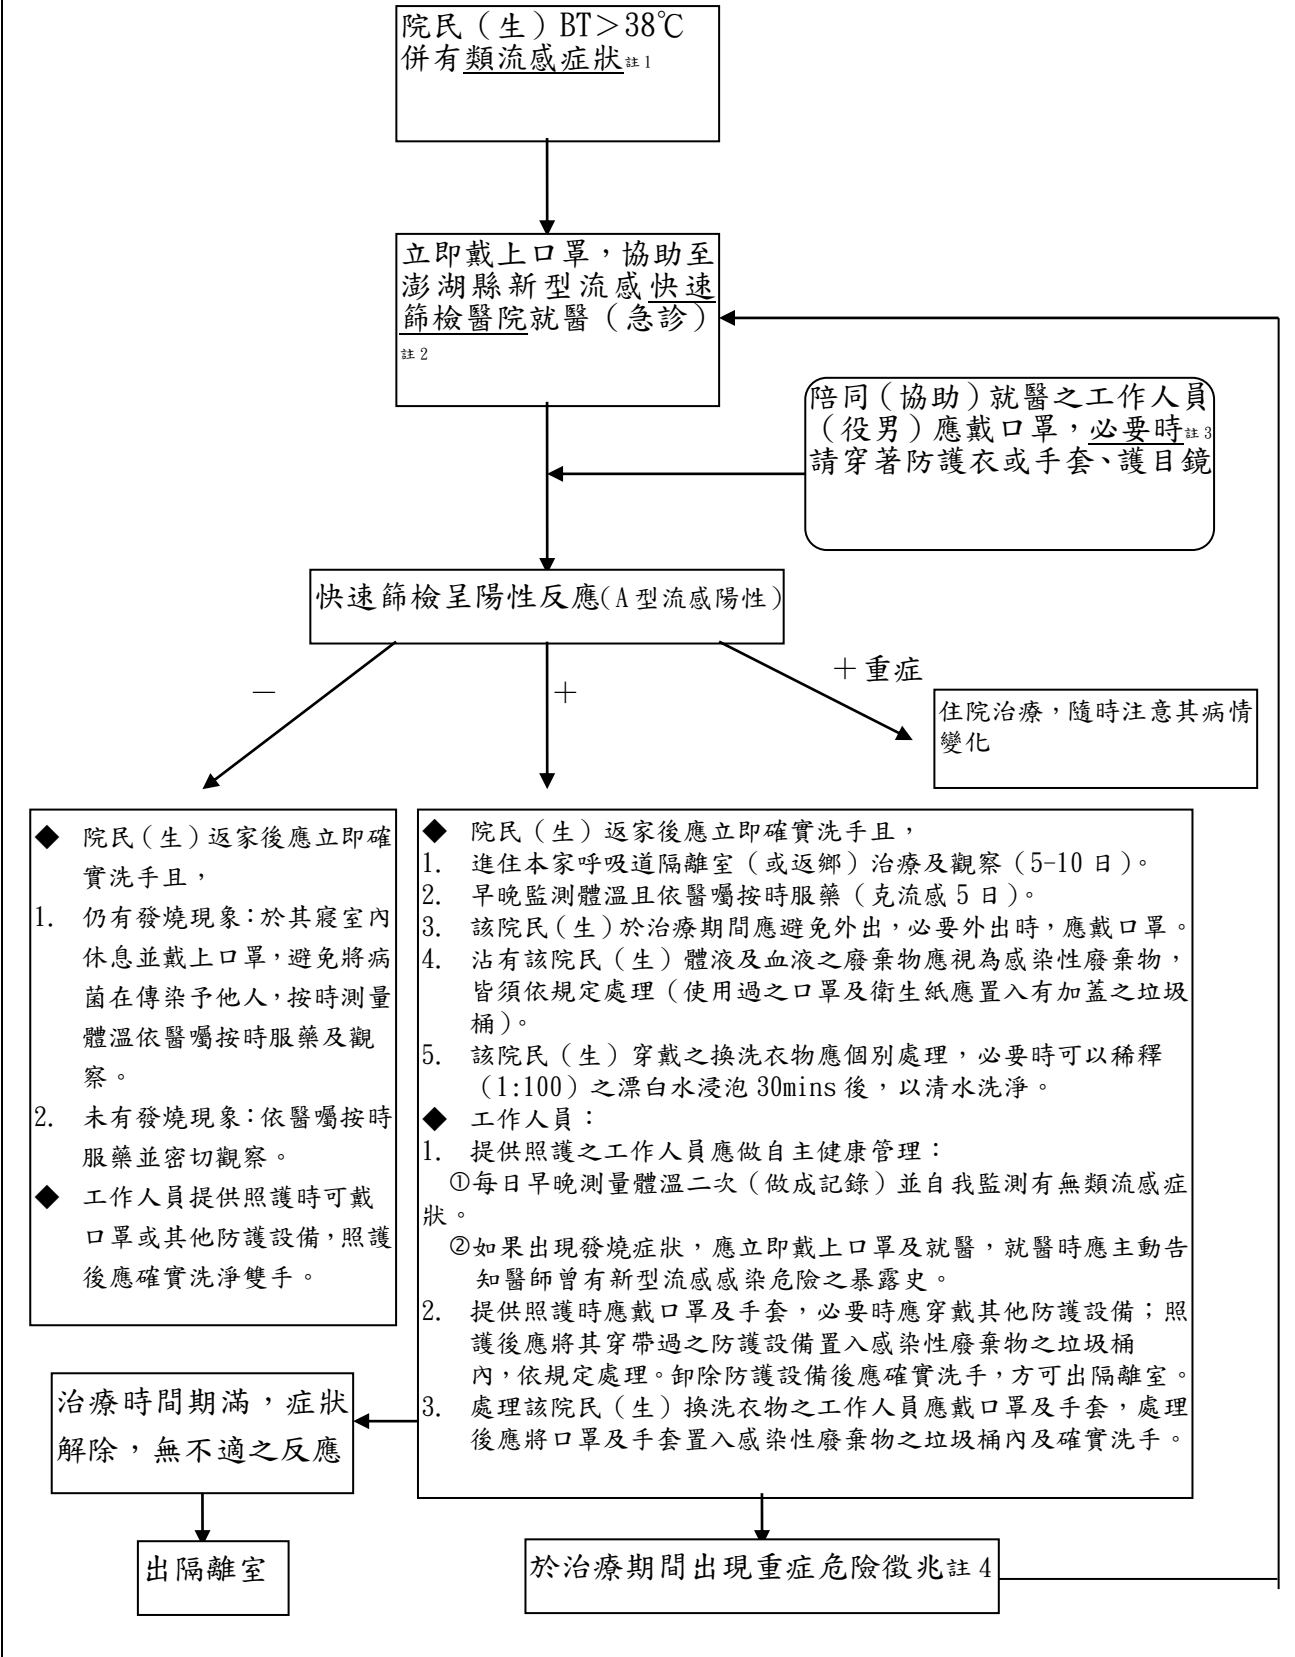 院民（生）BT＞38℃
併有類流感症狀註1
立即戴上口罩，協助至
澎湖縣新型流感快速
篩檢醫院就醫（急診）
註2
陪同（協助）就醫之工作人員
（役男）應戴口罩，必要時註3
請穿著防護衣或手套、護目鏡
快速篩檢呈陽性反應(A型流感陽性)
－
＋
＋重症
住院治療，隨時注意其病情
變化
◆ 院民（生）返家後應立即確
實洗手且，
1. 仍有發燒現象：於其寢室內
休息並戴上口罩，避免將病
菌在傳染予他人，按時測量
體溫依醫囑按時服藥及觀
察。
2. 未有發燒現象：依醫囑按時
服藥並密切觀察。
◆ 工作人員提供照護時可戴
口罩或其他防護設備，照護
後應確實洗淨雙手。
◆ 院民（生）返家後應立即確實洗手且，
1. 進住本家呼吸道隔離室（或返鄉）治療及觀察（5-10日）。
2. 早晚監測體溫且依醫囑按時服藥（克流感5日）。
3. 該院民（生）於治療期間應避免外出，必要外出時，應戴口罩。
4. 沾有該院民（生）體液及血液之廢棄物應視為感染性廢棄物，
皆須依規定處理（使用過之口罩及衛生紙應置入有加蓋之垃圾
桶）。
5. 該院民（生）穿戴之換洗衣物應個別處理，必要時可以稀釋
（1:100）之漂白水浸泡30mins後，以清水洗淨。
◆ 工作人員：
1. 提供照護之工作人員應做自主健康管理：
①每日早晚測量體溫二次（做成記錄）並自我監測有無類流感症
狀。
②如果出現發燒症狀，應立即戴上口罩及就醫，就醫時應主動告
知醫師曾有新型流感感染危險之暴露史。
2. 提供照護時應戴口罩及手套，必要時應穿戴其他防護設備；照
護後應將其穿帶過之防護設備置入感染性廢棄物之垃圾桶
內，依規定處理。卸除防護設備後應確實洗手，方可出隔離室。
3. 處理該院民（生）換洗衣物之工作人員應戴口罩及手套，處理
後應將口罩及手套置入感染性廢棄物之垃圾桶內及確實洗手。
治療時間期滿，症狀
解除，無不適之反應
出隔離室
於治療期間出現重症危險徵兆註4